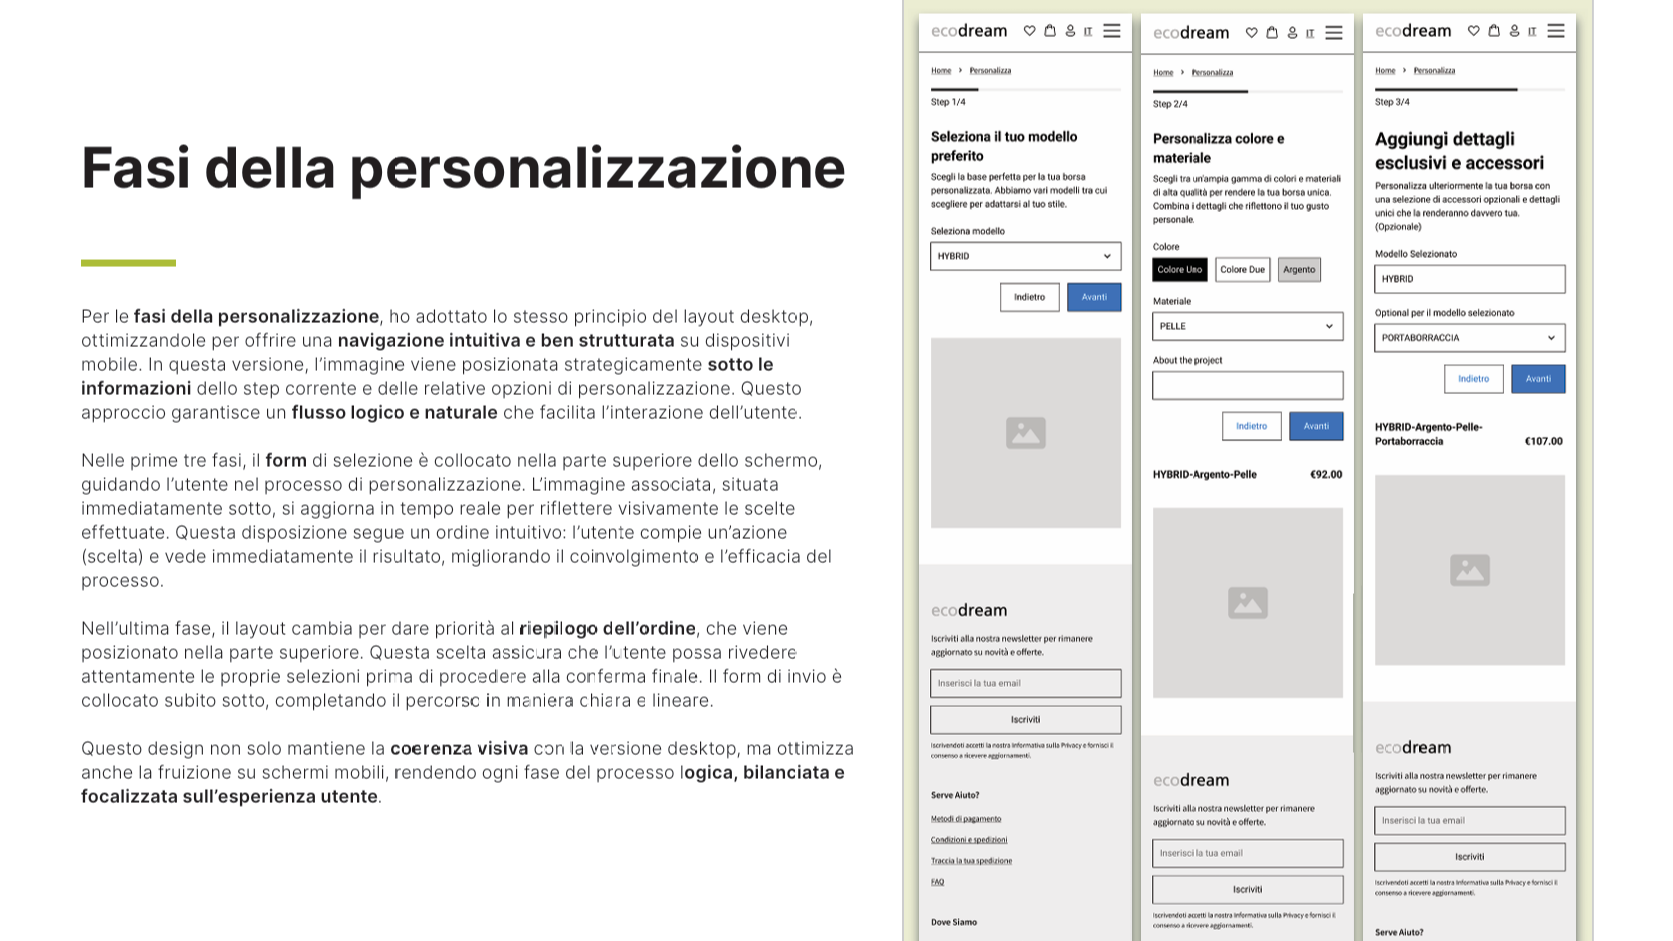 Fasi della personalizzazione
Per le fasi della personalizzazione, ho adottato lo stesso principio del layout desktop,
ottimizzandole per offrire una navigazione intuitiva e ben strutturata su dispositivi
mobile. In questa versione, l'immagine viene posizionata strategicamente sotto le
informazioni dello step corrente e delle relative opzioni di personalizzazione. Questo
approccio garantisce un flusso logico e naturale che facilita l'interazione dell'utente.
Nelle prime tre fasi, il form di selezione è collocato nella parte superiore dello schermo,
guidando l'utente nel processo di personalizzazione. L'immagine associata, situata
immediatamente sotto, si aggiorna in tempo reale per riflettere visivamente le scelte
effettuate. Questa disposizione segue un ordine intuitivo: l'utente compie un'azione
(scelta) e vede immediatamente il risultato, migliorando il coinvolgimento e l'efficacia del
processo.
Nell'ultima fase, il layout cambia per dare priorità al riepilogo dell'ordine, che viene
posizionato nella parte superiore. Questa scelta assicura che l'utente possa rivedere
attentamente le proprie selezioni prima di procedere alla conferma finale. Il form di invio è
collocato subito sotto, completando il percorso in maniera chiara e lineare.
Questo design non solo mantiene la coerenza visiva con la versione desktop, ma ottimizza
anche la fruizione su schermi mobili, rendendo ogni fase del processo logica, bilanciata e
focalizzata sull'esperienza utente.
ecodream IT
Home > Personalizza
Step 1/4
Seleziona il tuo modello
preferito
Scegli la base perfetta per la tua borsa
personalizzata. Abbiamo vari modelli tra cui
scegliere per adattarsi al tuo stile.
Seleziona modello
HYBRID
Indietro Avanti
ecodream
Iscriviti alla nostra newsletter per rimanere
aggiornato su novità e offerte.
Inserisci la tua email
Iscriviti
Iscrivendoti accetti la nostra Informativa sulla Privacy e fornisci il
consenso a ricevere aggiornamenti.
Serve Aiuto?
Metodi di pagamento
Condizioni e spedizioni
Traccia la tua spedizione
FAQ
Dove Siamo
ecodream IT
Home > Personalizza
Step 2/4
Personalizza colore e
materiale
Scegli tra un'ampia gamma di colori e materiali
di alta qualità per rendere la tua borsa unica.
Combina i dettagli che riflettono il tuo gusto
personale.
Colore
Colore Uno Colore Due Argento
Materiale
PELLE
About the project
Indietro Avanti
HYBRID-Argento-Pelle €92.00
ecodream
Iscriviti alla nostra newsletter per rimanere
aggiornato su novità e offerte.
Inserisci la tua email
Iscriviti
Iscrivendoti accetti la nostra Informativa sulla Privacy e fornisci il
consenso a ricevere aggiornamenti.
ecodream IT
Home > Personalizza
Step 3/4
Aggiungi dettagli
esclusivi e accessori
Personalizza ulteriormente la tua borsa con
una selezione di accessori opzionali e dettagli
unici che la renderanno davvero tua.
(Opzionale)
Modello Selezionato
HYBRID
Optional per il modello selezionato
PORTABORRACCIA
Indietro Avanti
HYBRID-Argento-Pelle-
Portaborraccia €107.00
ecodream
Iscriviti alla nostra newsletter per rimanere
aggiornato su novità e offerte.
Inserisci la tua email
Iscriviti
Iscrivendoti accetti la nostra Informativa sulla Privacy e fornisci il
consenso a ricevere aggiornamenti.
Serve Aiuto?